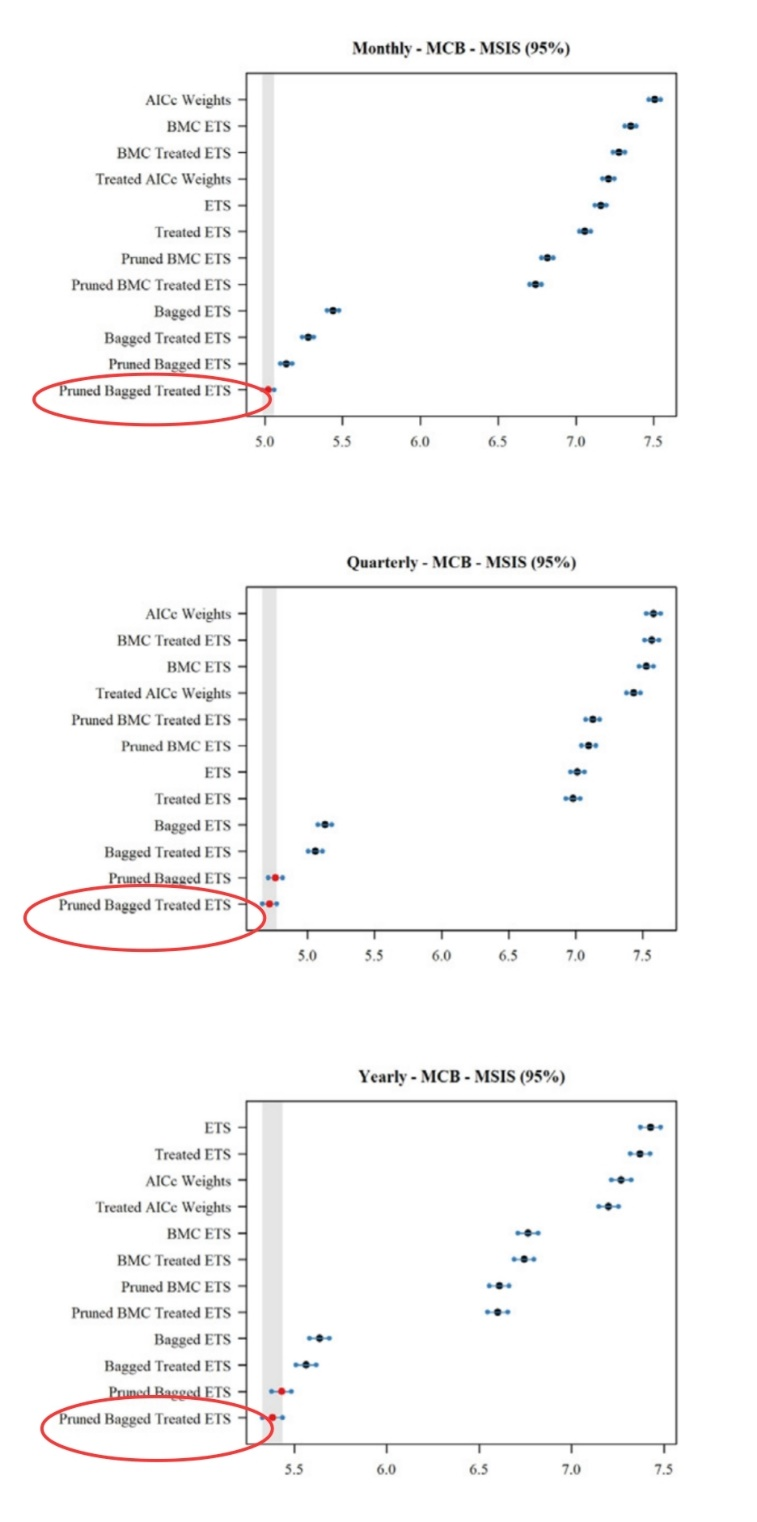 Monthly - MCB - MSIS (95%)
AICc Weights
BMC ETS
BMC Treated ETS
Treated AICc Weights
ETS
Treated ETS
Pruned BMC ETS
Pruned BMC Treated ETS
Bagged ETS
Bagged Treated ETS
Pruned Bagged ETS
Pruned Bagged Treated ETS
5.0 5.5 6.0 6.5 7.0 7.5
Quarterly - MCB - MSIS (95%)
AICc Weights
BMC Treated ETS
BMC ETS
Treated AICc Weights
Pruned BMC Treated ETS
Pruned BMC ETS
ETS
Treated ETS
Bagged ETS
Bagged Treated ETS
Pruned Bagged ETS
Pruned Bagged Treated ETS
5.0 5.5 6.0 6.5 7.0 7.5
Yearly - MCB - MSIS (95%)
ETS
Treated ETS
AICc Weights
Treated AICc Weights
BMC ETS
BMC Treated ETS
Pruned BMC ETS
Pruned BMC Treated ETS
Bagged ETS
Bagged Treated ETS
Pruned Bagged ETS
Pruned Bagged Treated ETS
5.5 6.0 6.5 7.0 7.5